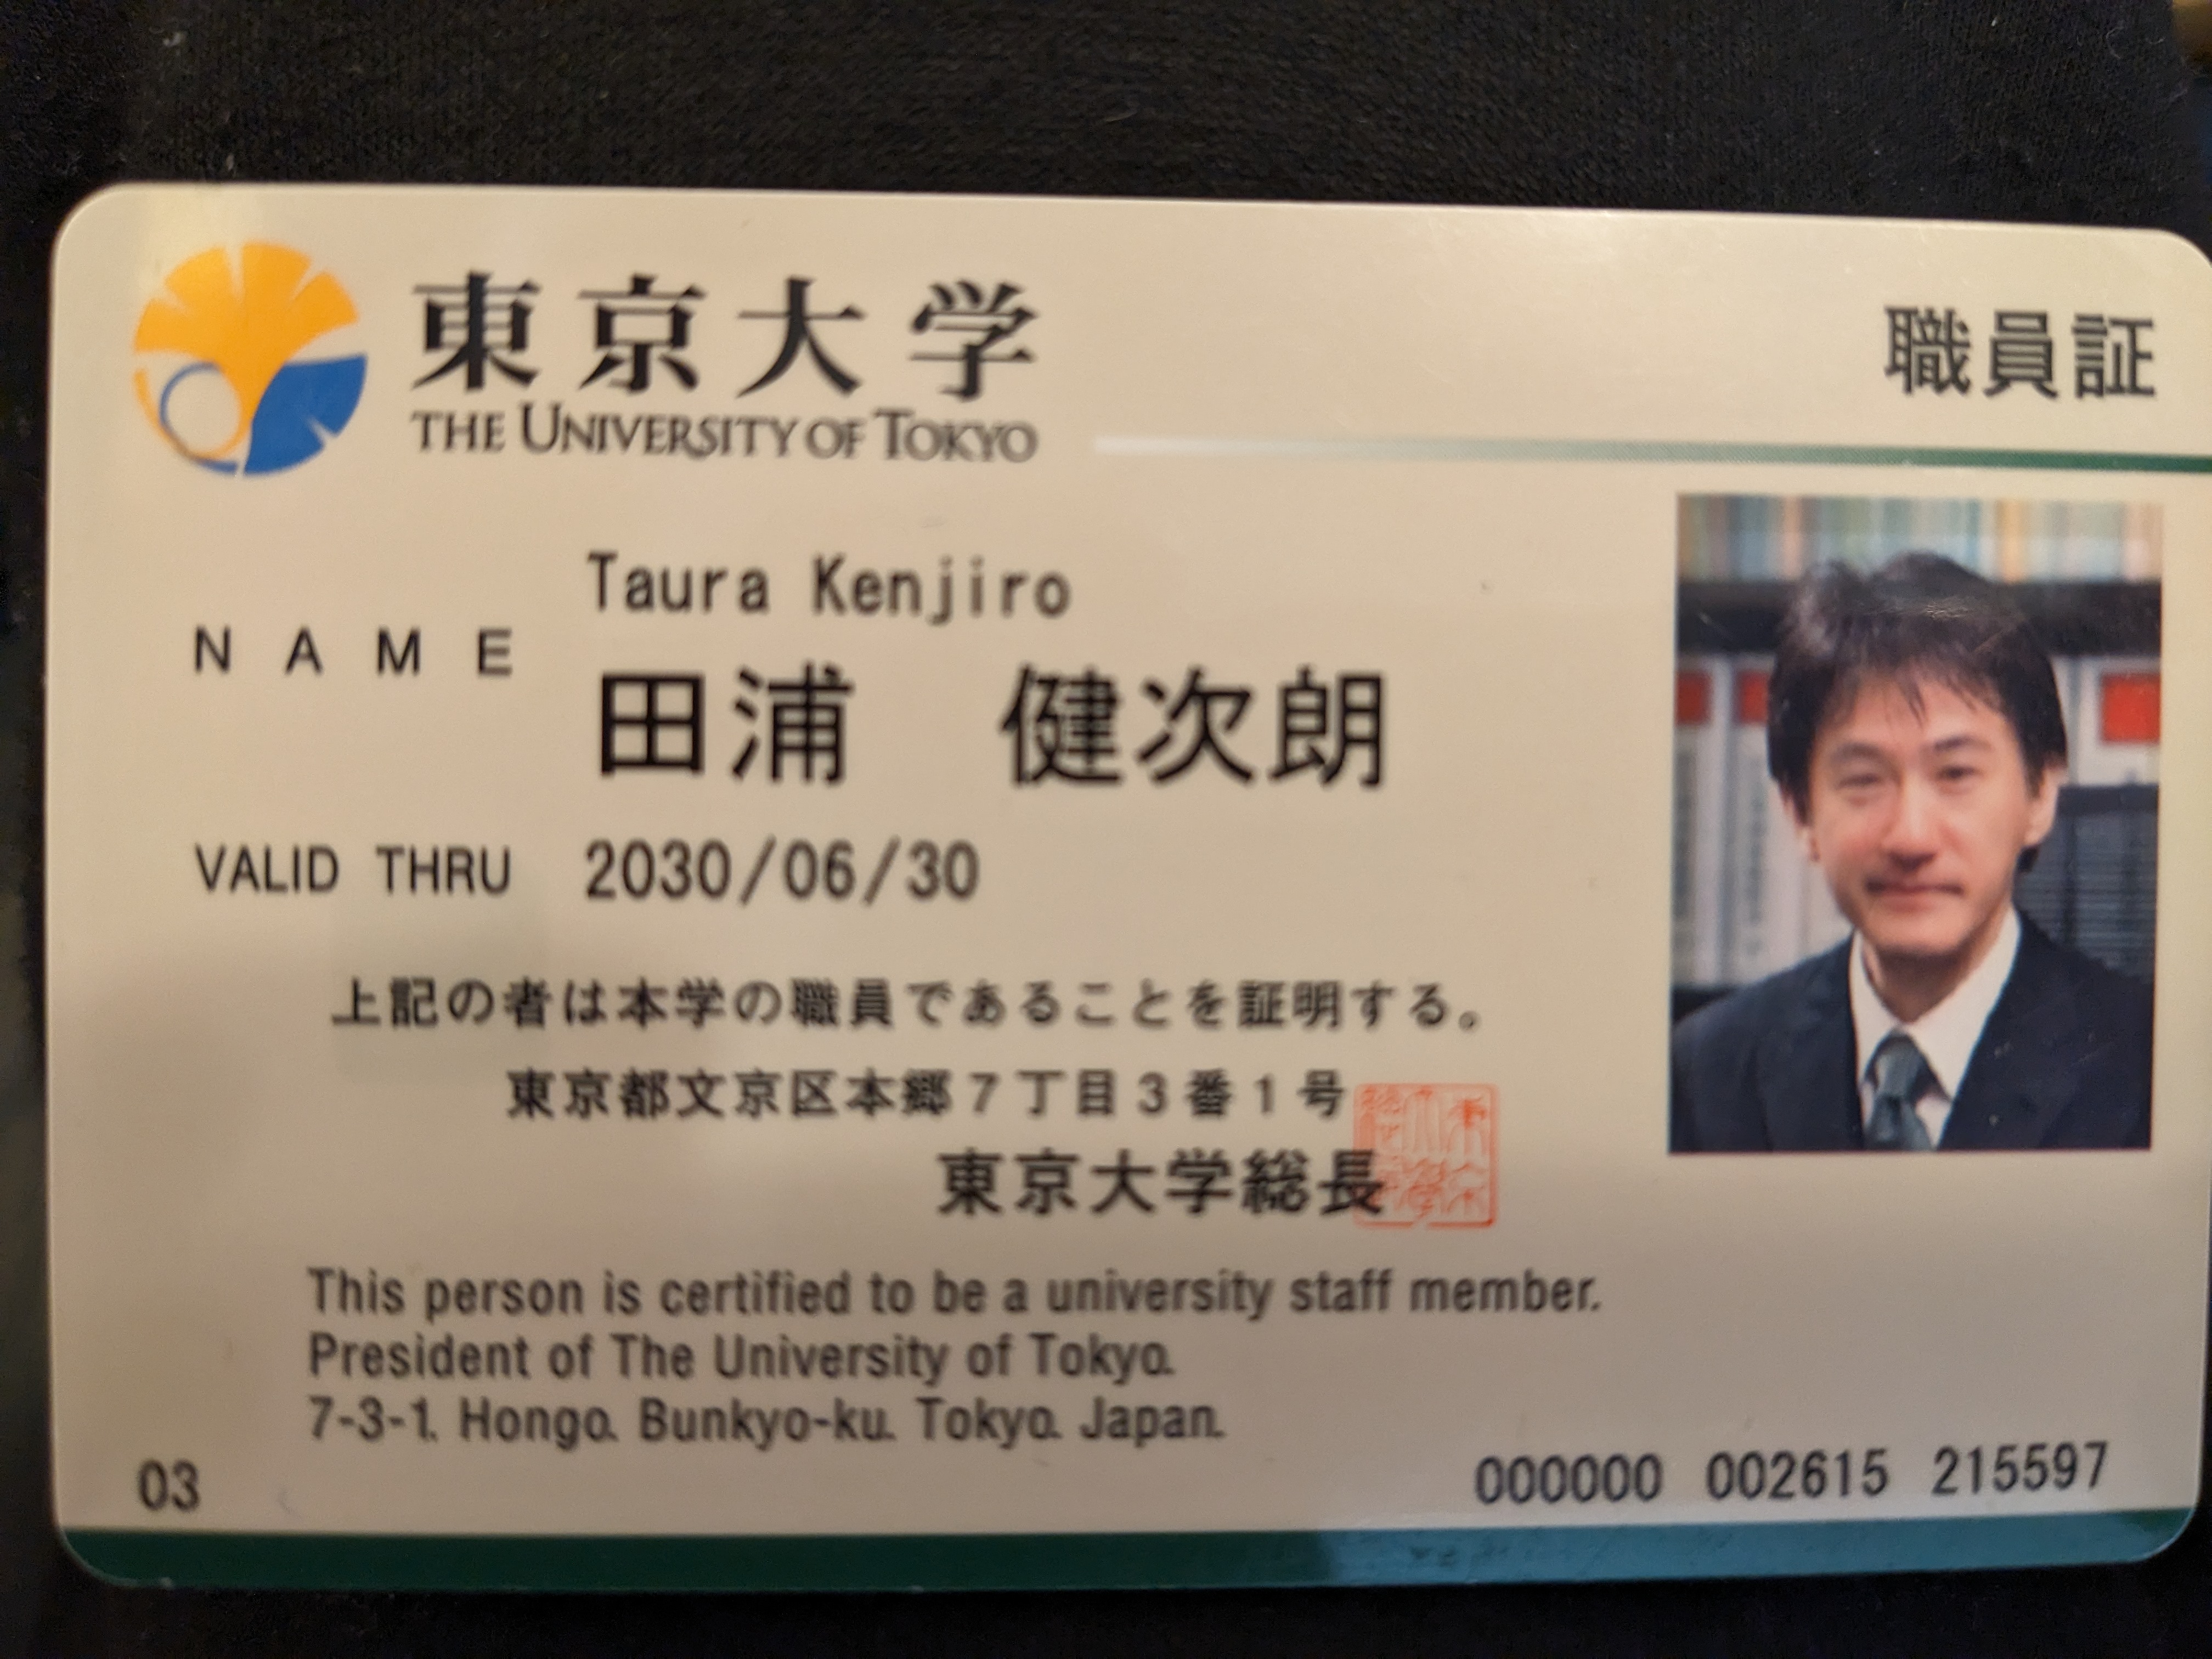 東京大学
THE UNIVERSITY OF TOKYO
職員証
Taura Kenjiro
NAME
田浦 健次朗
VALID THRU 2030/06/30
上記の者は本学の職員であることを証明する。
東京都文京区本郷7丁目3番1号
東京大学総長
This person is certified to be a university staff member.
President of The University of Tokyo.
7-3-1. Hongo. Bunkyo-ku. Tokyo. Japan.
03
000000 002615 215597